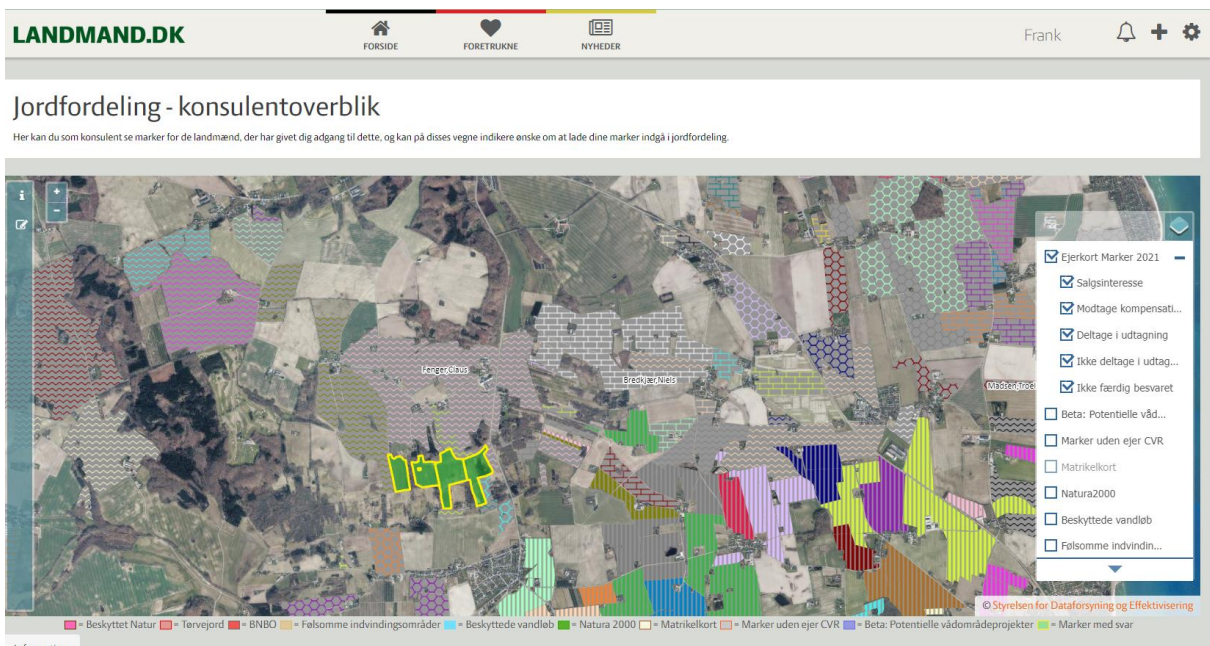 LANDMAND.DK
FORSIDE
FORETRUKNE
NYHEDER
Frank
Jordfordeling - konsulentoverblik
Her kan du som konsulent se marker for de landmænd, der har givet dig adgang til dette, og kan på disses vegne indikere ønske om at lade dine marker indgå i jordfordeling.
Ejerkort Marker 2021
Salgsinteresse
Modtage kompensati...
Deltage i udtagning
Ikke deltage i udtag...
Ikke færdig besvaret
Beta: Potentielle våd...
Marker uden ejer CVR
Matrikelkort
Natura2000
Beskyttede vandløb
Følsomme indvindin...
Fenger,Claus
Bredkjær,Niels
Madsen,Troel
© Styrelsen for Dataforsyning og Effektivisering
= Beskyttet Natur = Tørvejord = BNBO = Følsomme indvindingsområder = Beskyttede vandløb = Natura 2000 = Matrikelkort = Marker uden ejer CVR = Beta: Potentielle vådområdeprojekter = Marker med svar